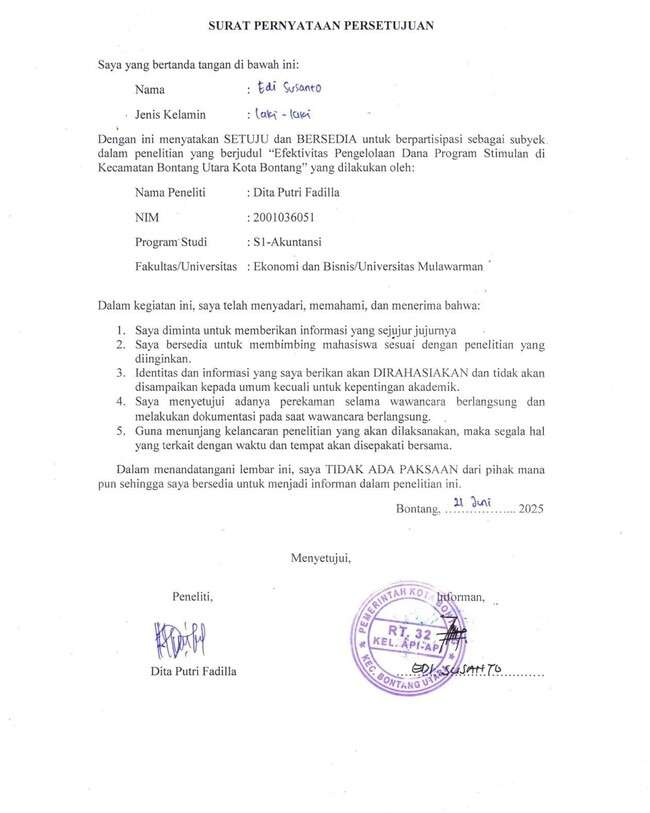 SURAT PERNYATAAN PERSETUJUAN
Saya yang bertanda tangan di bawah ini:
Nama : Edi Susanto
Jenis Kelamin : laki - laki
Dengan ini menyatakan SETUJU dan BERSEDIA untuk berpartisipasi sebagai subyek
dalam penelitian yang berjudul “Efektivitas Pengelolaan Dana Program Stimulan di
Kecamatan Bontang Utara Kota Bontang” yang dilakukan oleh:
Nama Peneliti : Dita Putri Fadilla
NIM : 2001036051
Program Studi : S1-Akuntansi
Fakultas/Universitas : Ekonomi dan Bisnis/Universitas Mulawarman
Dalam kegiatan ini, saya telah menyadari, memahami, dan menerima bahwa:
1. Saya diminta untuk memberikan informasi yang sejujur jujurnya
2. Saya bersedia untuk membimbing mahasiswa sesuai dengan penelitian yang
diinginkan.
3. Identitas dan informasi yang saya berikan akan DIRAHASIAKAN dan tidak akan
disampaikan kepada umum kecuali untuk kepentingan akademik.
4. Saya menyetujui adanya perekaman selama wawancara berlangsung dan
melakukan dokumentasi pada saat wawancara berlangsung.
5. Guna menunjang kelancaran penelitian yang akan dilaksanakan, maka segala hal
yang terkait dengan waktu dan tempat akan disepakati bersama.
Dalam menandatangani lembar ini, saya TIDAK ADA PAKSAAN dari pihak mana
pun sehingga saya bersedia untuk menjadi informan dalam penelitian ini.
Bontang, 21 Juni 2025
Menyetujui,
Peneliti, Informan,
PEMERINTAH KOTA
RT. 32
KEL. API-API
KEC. BONTANG UTARA
Dita Putri Fadilla EDI SUSANTO